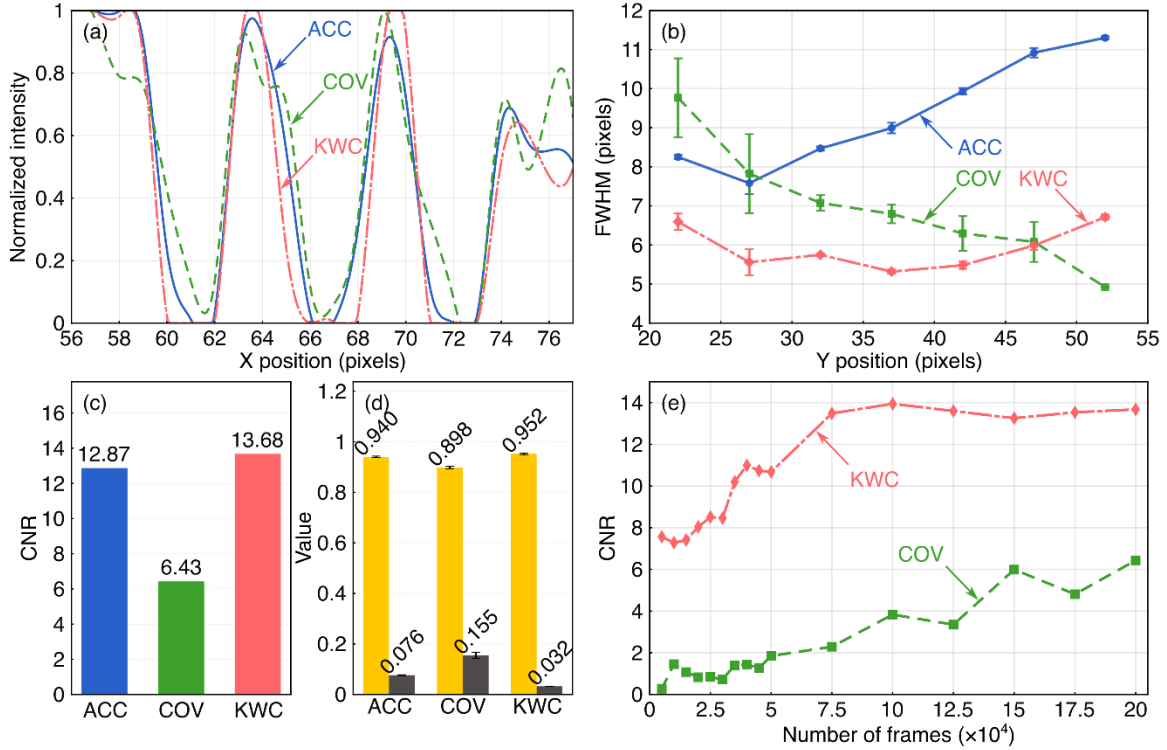 (a)
ACC
COV
KWC
Normalized intensity
1
0.8
0.6
0.4
0.2
0
56 58 60 62 64 66 68 70 72 74 76
X position (pixels)
(b)
ACC
COV
KWC
FWHM (pixels)
12
11
10
9
8
7
6
5
4
20 25 30 35 40 45 50 55
Y position (pixels)
(c)
CNR
16
14
12
10
8
6
4
2
0
12.87
6.43
13.68
ACC COV KWC
(d)
Value
1.2
1
0.8
0.6
0.4
0.2
0
0.940
0.076
0.898
0.155
0.952
0.032
ACC COV KWC
(e)
KWC
COV
CNR
14
12
10
8
6
4
2
0
0 2.5 5 7.5 10 12.5 15 17.5 20
Number of frames (×10⁴)